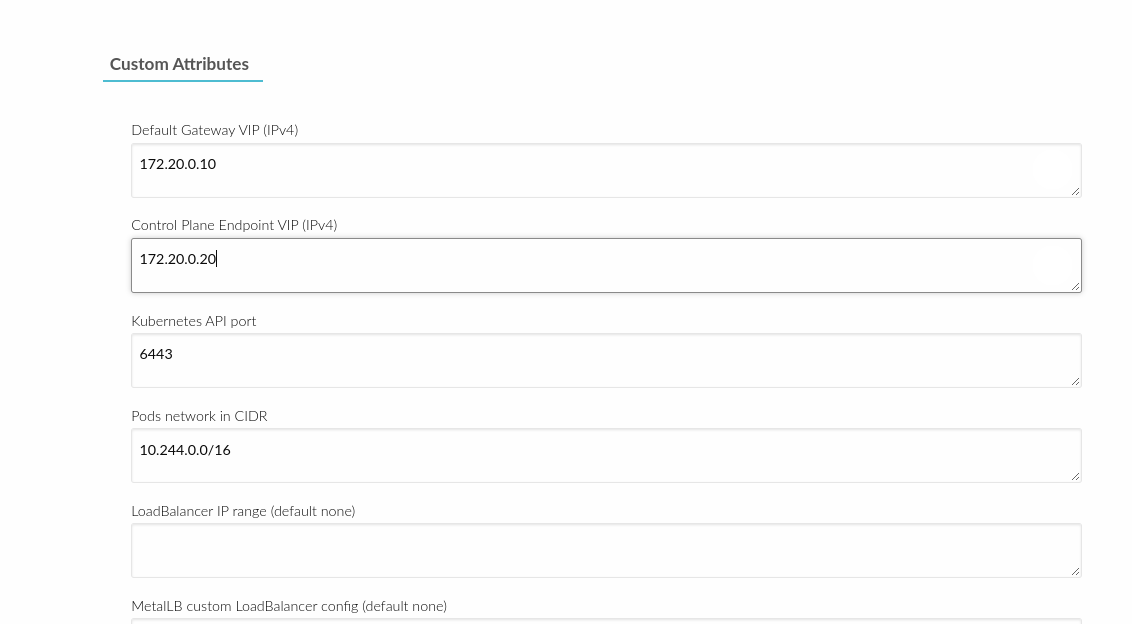 Custom Attributes
Default Gateway VIP (IPv4)
172.20.0.10
Control Plane Endpoint VIP (IPv4)
172.20.0.20
Kubernetes API port
6443
Pods network in CIDR
10.244.0.0/16
LoadBalancer IP range (default none)
MetalLB custom LoadBalancer config (default none)